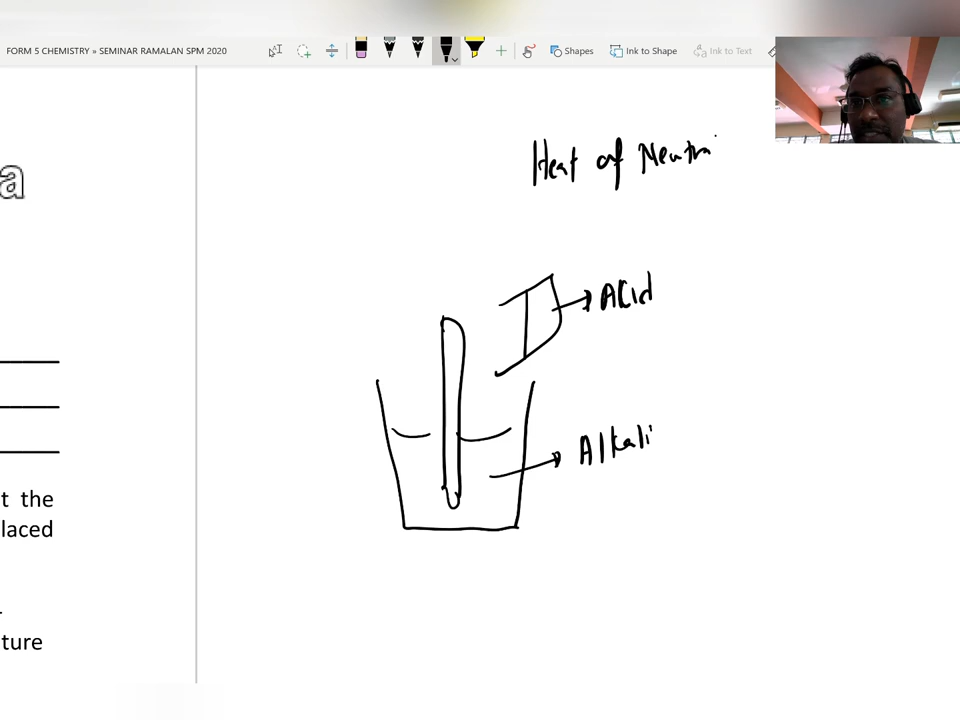 FORM 5 CHEMISTRY » SEMINAR RAMALAN SPM 2020
Shapes
Ink to Shape
Ink to Text
Heat of Neutra
a
Acid
Alkali
t the
laced
ture